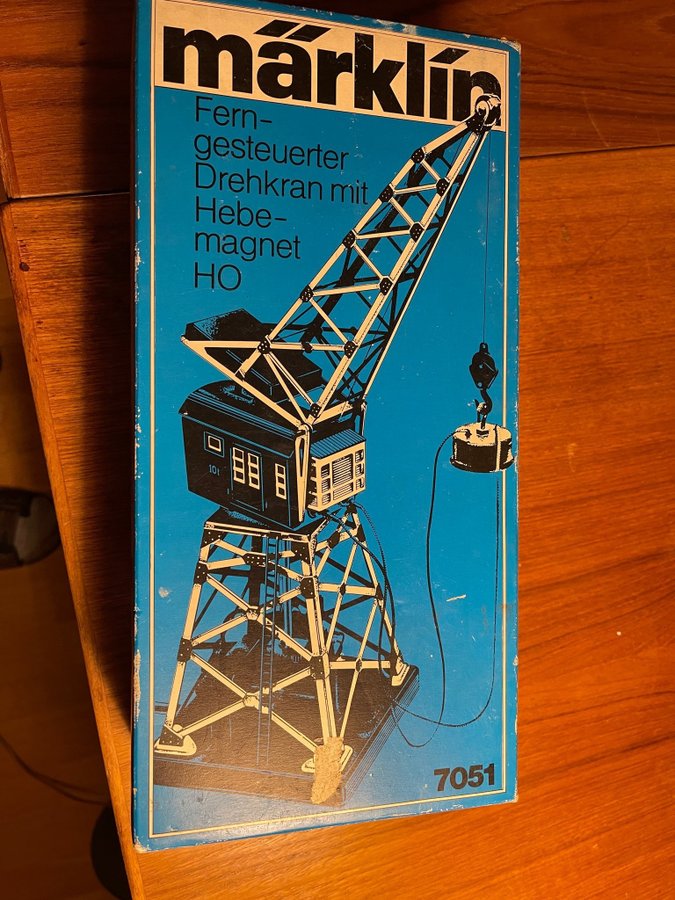 märklin
Fern-
gesteuerter
Drehkran mit
Hebe-
magnet
HO
10t
7051